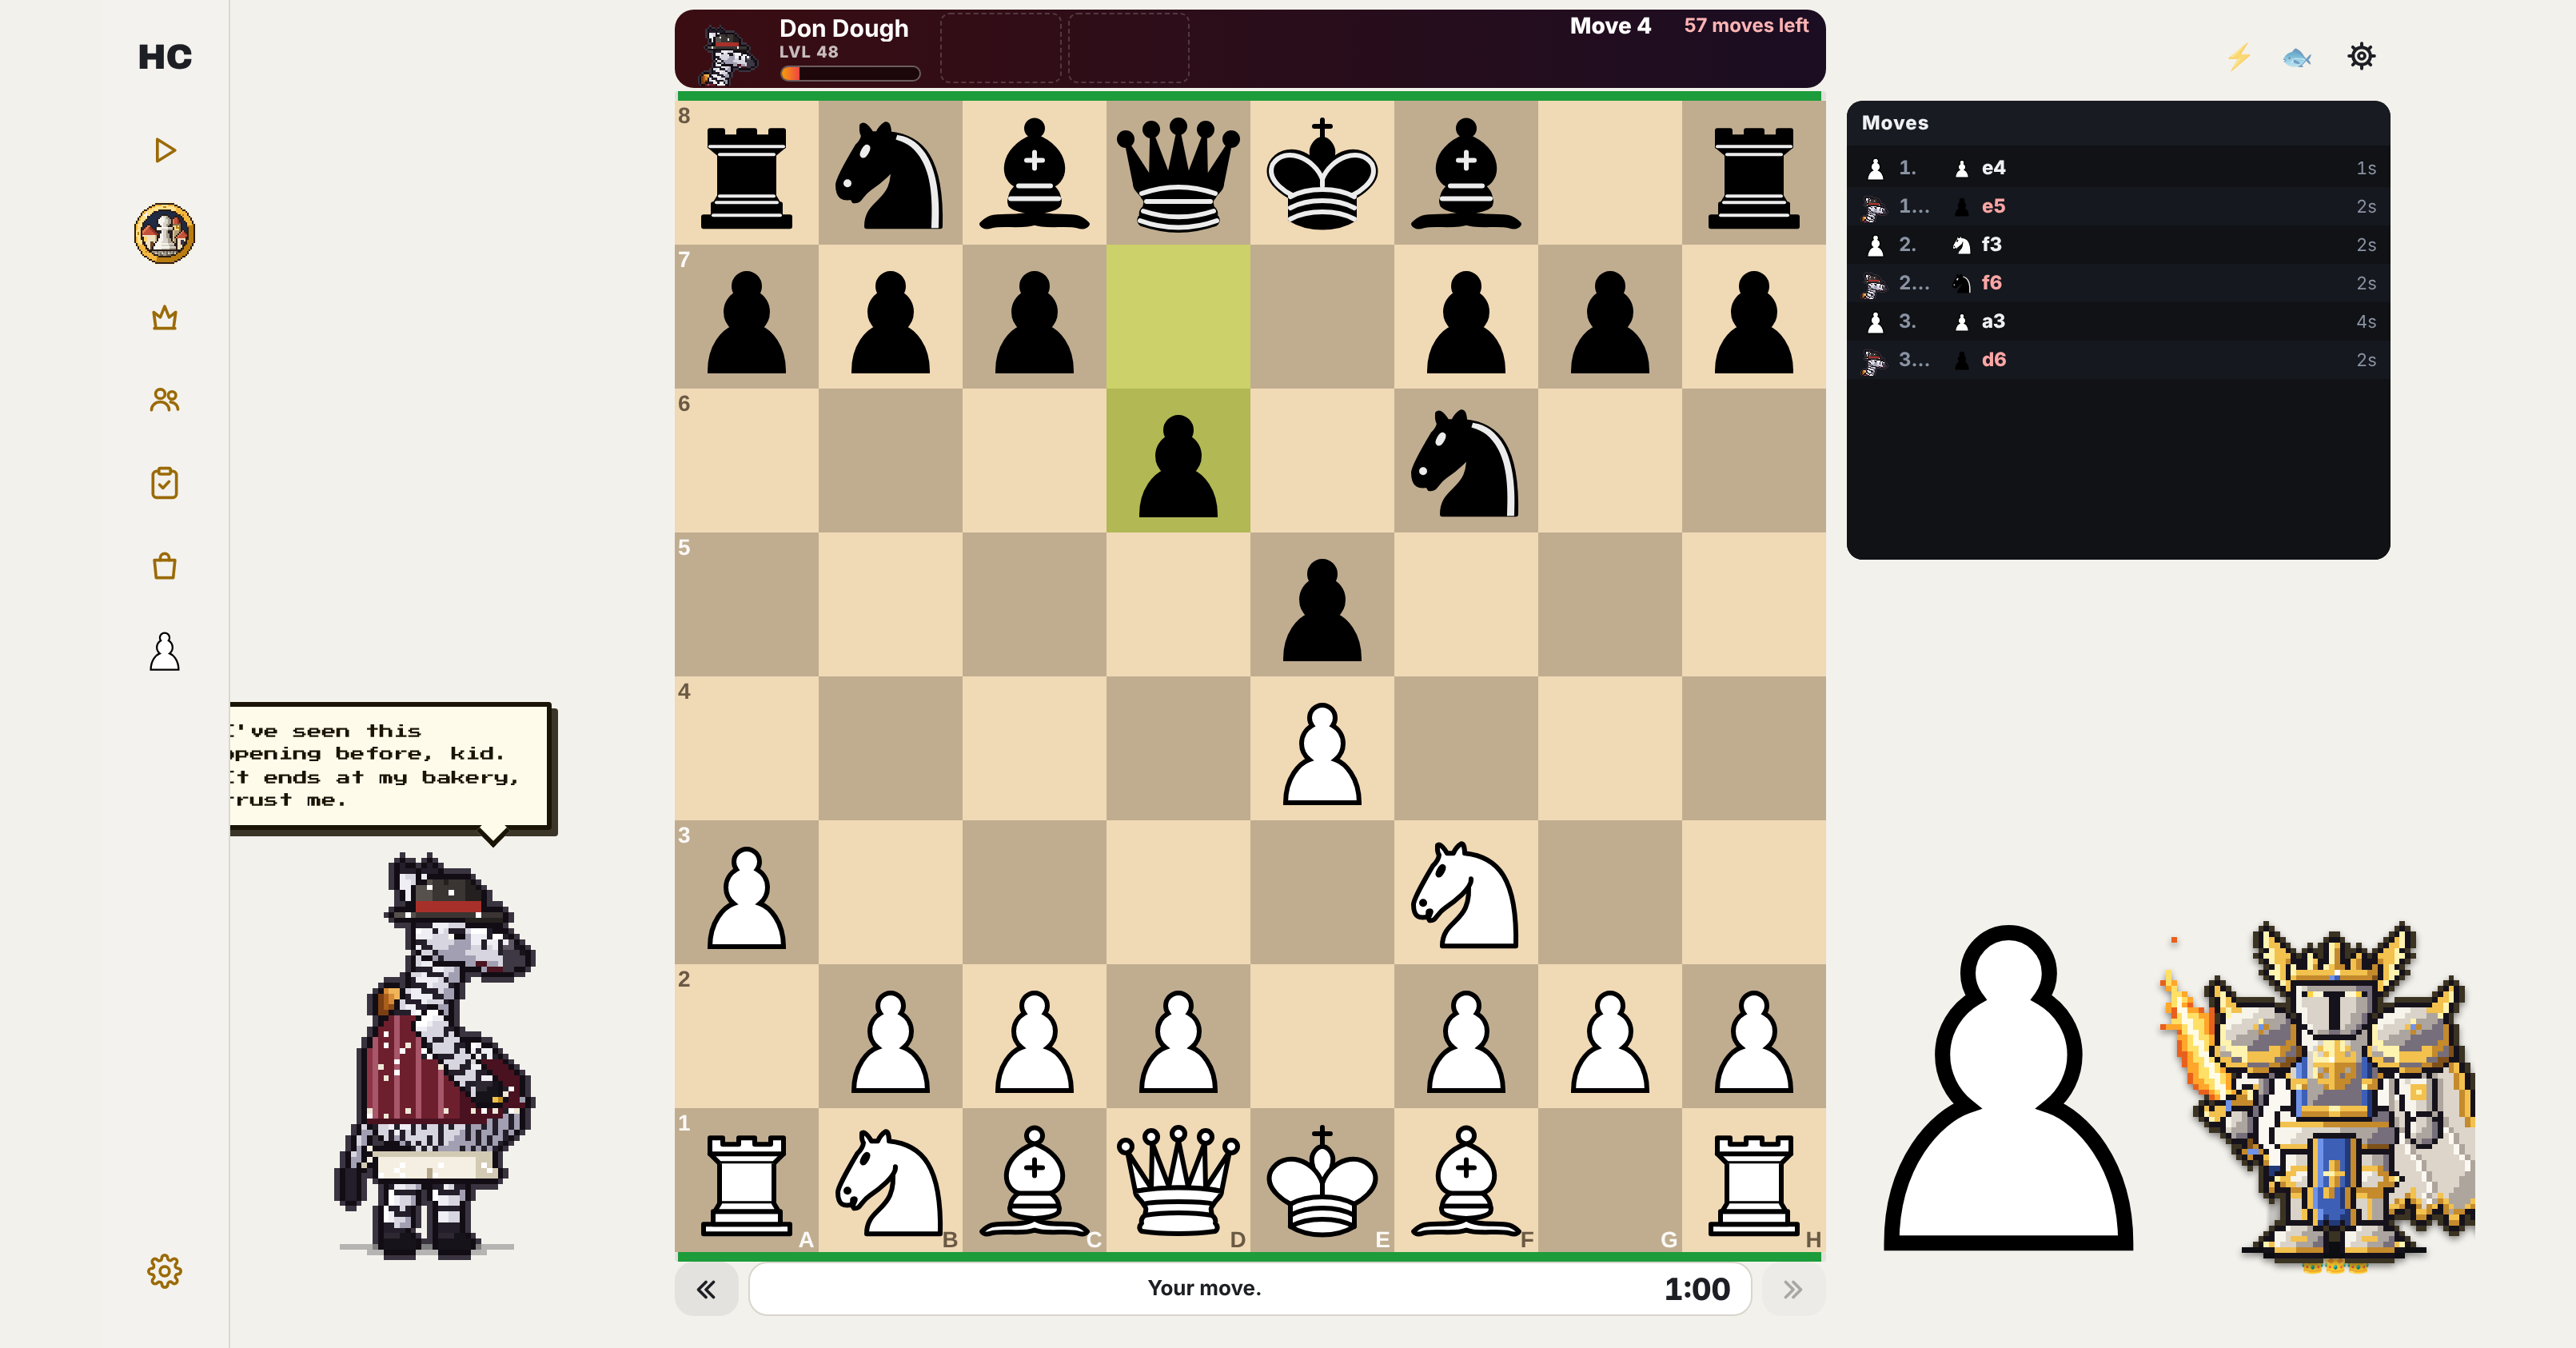 HC
Don Dough
LVL 48
Move 4
57 moves left
Moves
1. e4 1s
1... e5 2s
2. f3 2s
2... f6 2s
3. a3 4s
3... d6 2s
8
7
6
5
4
3
2
1
A B C D E F G H
've seen this
pening before, kid.
t ends at my bakery,
rust me.
Your move.
1:00